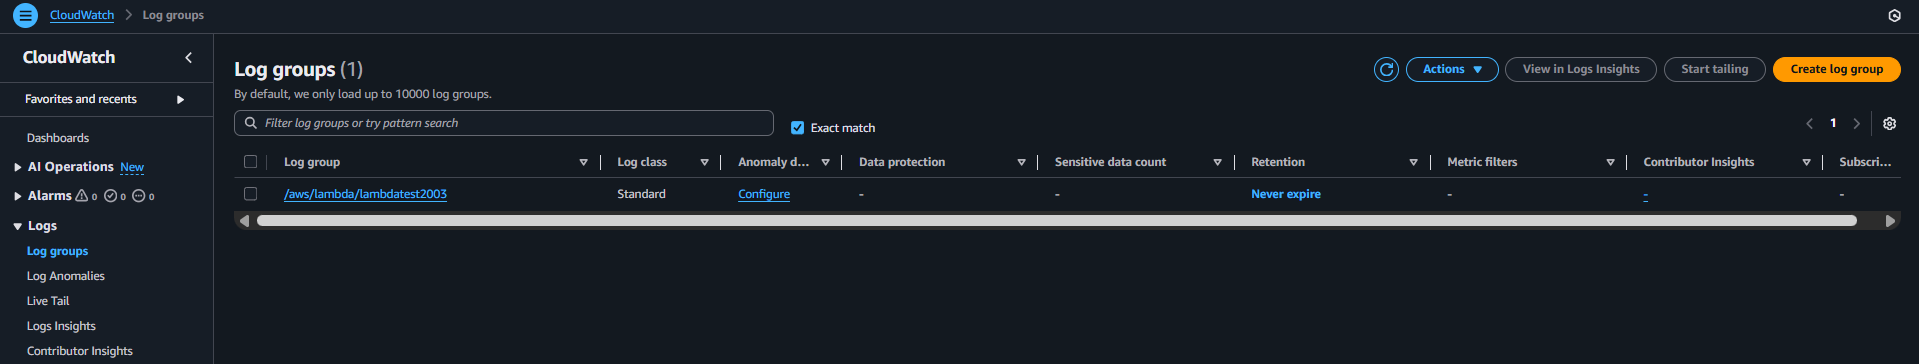 CloudWatch > Log groups
CloudWatch
Favorites and recents
Dashboards
AI Operations New
Alarms 0 0 0
Logs
Log groups
Log Anomalies
Live Tail
Logs Insights
Contributor Insights
Log groups (1)
By default, we only load up to 10000 log groups.
Actions View in Logs Insights Start tailing Create log group
Filter log groups or try pattern search
Exact match
1
Log group Log class Anomaly d... Data protection Sensitive data count Retention Metric filters Contributor Insights Subscri...
/aws/lambda/lambdatest2003 Standard Configure - - Never expire - - -